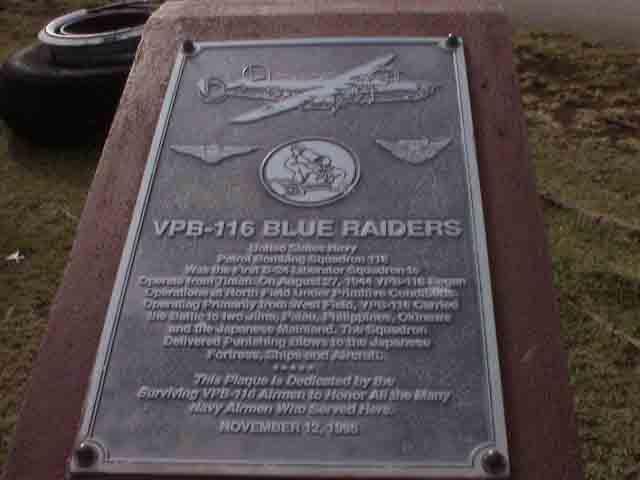 VPB-116 BLUE RAIDERS
United States Navy
Patrol Bombing Squadron 116
Was the First B-24 Liberator Squadron to
Operate from Tinian. On August 27, 1944 VPB-116 Began
Operations at North Field Under Primitive Conditions.
Operating Primarily from West Field, VPB-116 Carried
the Battle to Iwo Jima, Palau, Philippines, Okinawa
and the Japanese Mainland. The Squadron
Delivered Punishing Blows to the Japanese
Fortress, Ships and Aircraft.
*****
This Plaque is Dedicated by the
Surviving VPB-116 Airmen to Honor All the Many
Navy Airmen Who Served Here.
NOVEMBER 12, 1995